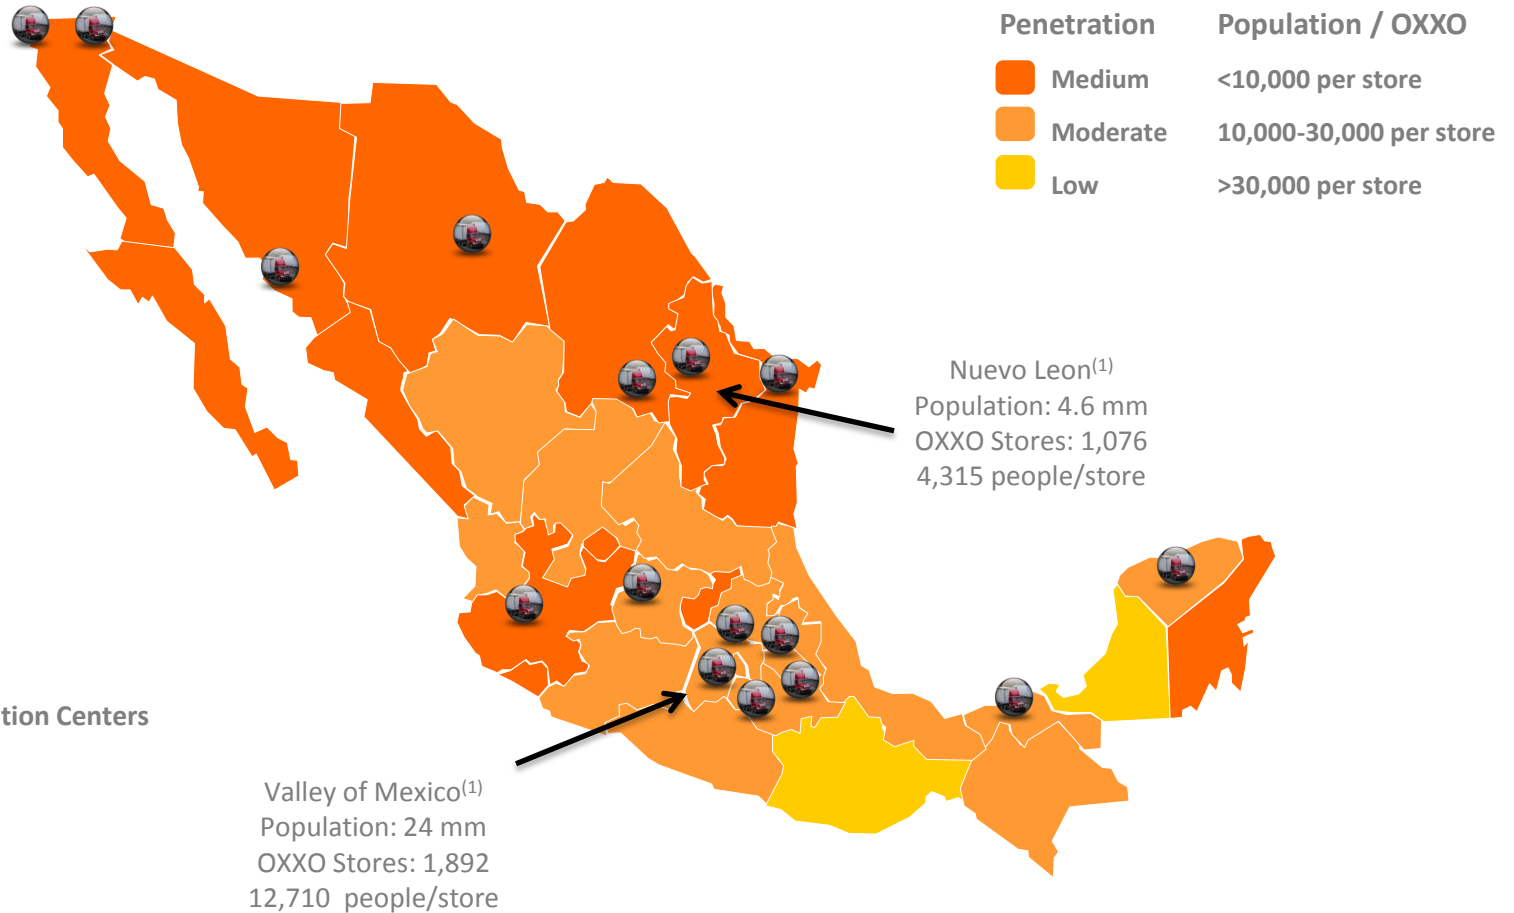 Penetration Population / OXXO
Medium <10,000 per store
Moderate 10,000-30,000 per store
Low >30,000 per store
Nuevo Leon(1)
Population: 4.6 mm
OXXO Stores: 1,076
4,315 people/store
tion Centers
Valley of Mexico(1)
Population: 24 mm
OXXO Stores: 1,892
12,710 people/store